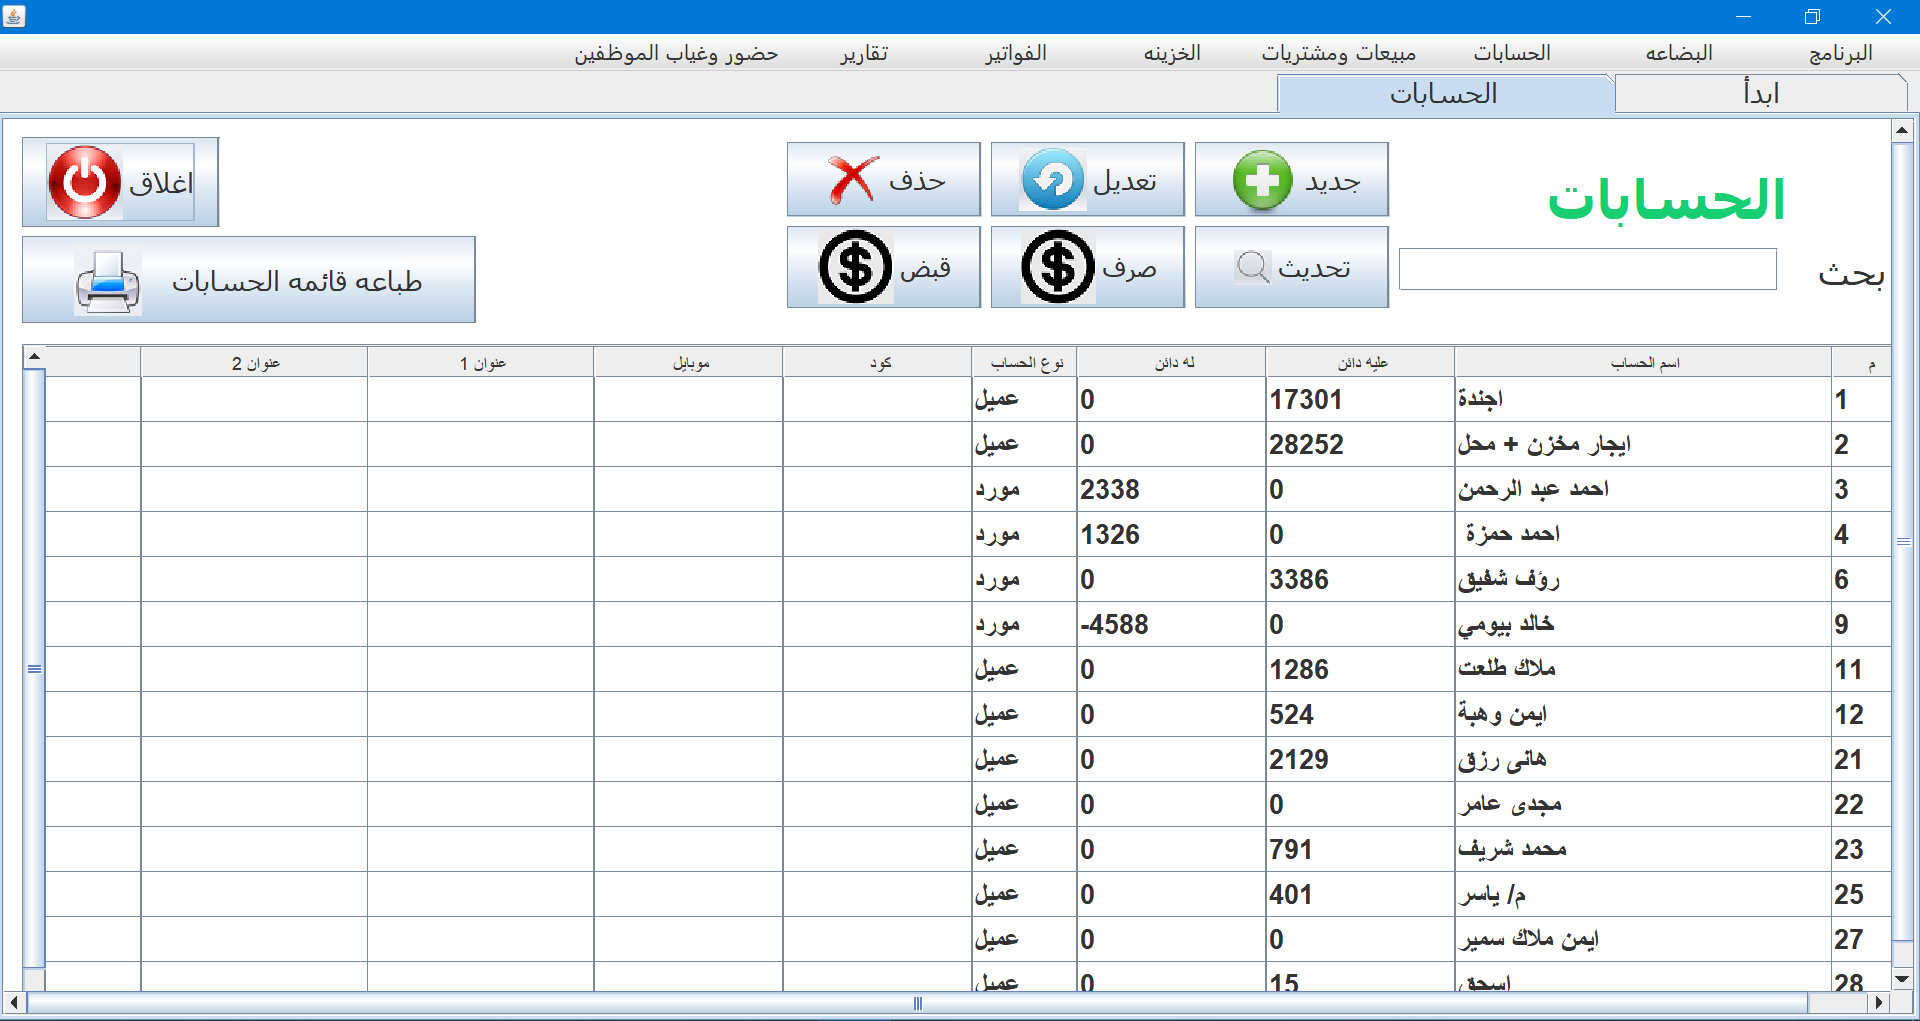 البرنامج البضاعه الحسابات مبيعات ومشتريات الخزينه الفواتير تقارير حضور وغياب الموظفين
ابدأ الحسابات
الحسابات
جديد تعديل حذف اغلاق
بحث تحديث صرف قبض طباعه قائمه الحسابات
م اسم الحساب عليه دائن له دائن نوع الحساب كود موبايل عنوان 1 عنوان 2
1 اجندة 17301 0 عميل
2 ايجار مخزن + محل 28252 0 عميل
3 احمد عبد الرحمن 0 2338 مورد
4 احمد حمزة 0 1326 مورد
6 رؤف شفيق 3386 0 مورد
9 خالد بيومي 0 -4588 مورد
11 ملاك طلعت 1286 0 عميل
12 ايمن وهبة 524 0 عميل
21 هانى رزق 2129 0 عميل
22 مجدى عامر 0 0 عميل
23 محمد شريف 791 0 عميل
25 م/ ياسر 401 0 عميل
27 ايمن ملاك سمير 0 0 عميل
28 اسحق 15 0 عميل